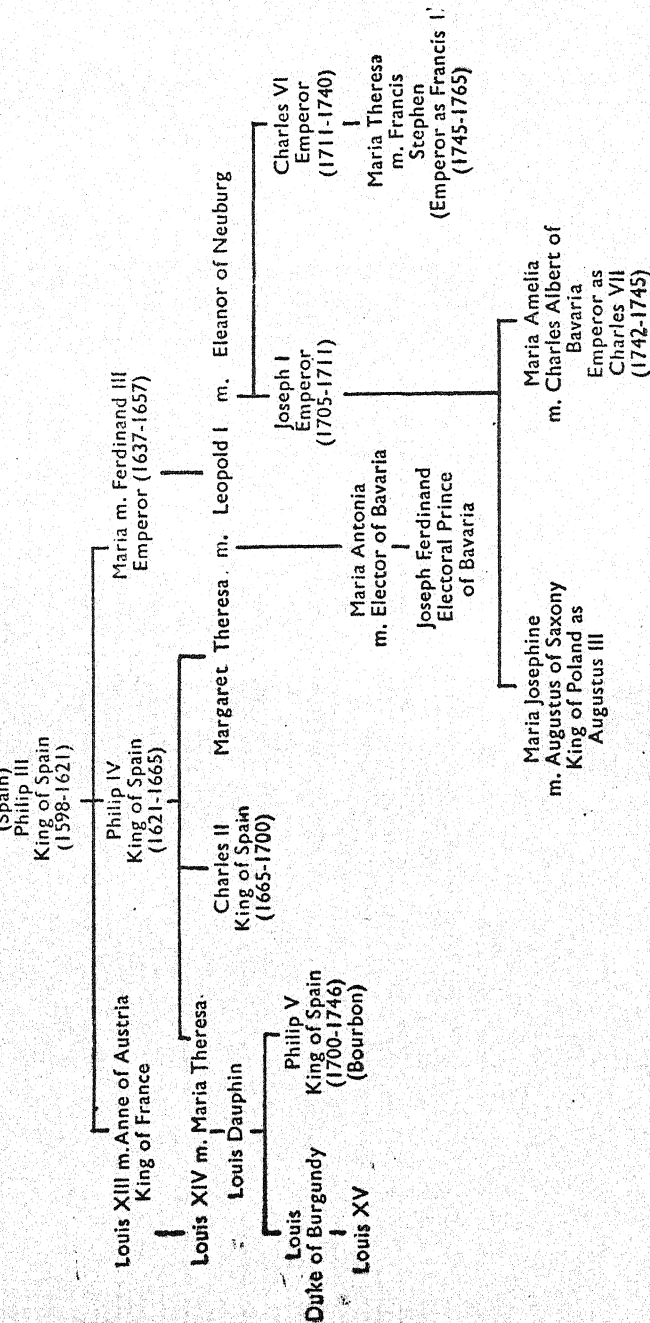 (Spain)
Philip III
King of Spain
(1598-1621)
Louis XIII m. Anne of Austria
King of France
Philip IV
King of Spain
(1621-1665)
Maria m. Ferdinand III
Emperor (1637-1657)
Louis XIV m. Maria Theresa
Charles II
King of Spain
(1665-1700)
Margaret Theresa m. Leopold I m. Eleanor of Neuburg
Louis Dauphin
Louis
Duke of Burgundy
Philip V
King of Spain
(1700-1746)
(Bourbon)
Joseph I
Emperor
(1705-1711)
Charles VI
Emperor
(1711-1740)
Louis XV
Maria Antonia
m. Elector of Bavaria
Maria Theresa
m. Francis
Stephen
(Emperor as Francis I)
(1745-1765)
Joseph Ferdinand
Electoral Prince
of Bavaria
Maria Josephine
m. Augustus of Saxony
King of Poland as
Augustus III
Maria Amelia
m. Charles Albert of
Bavaria
Emperor as
Charles VII
(1742-1745)